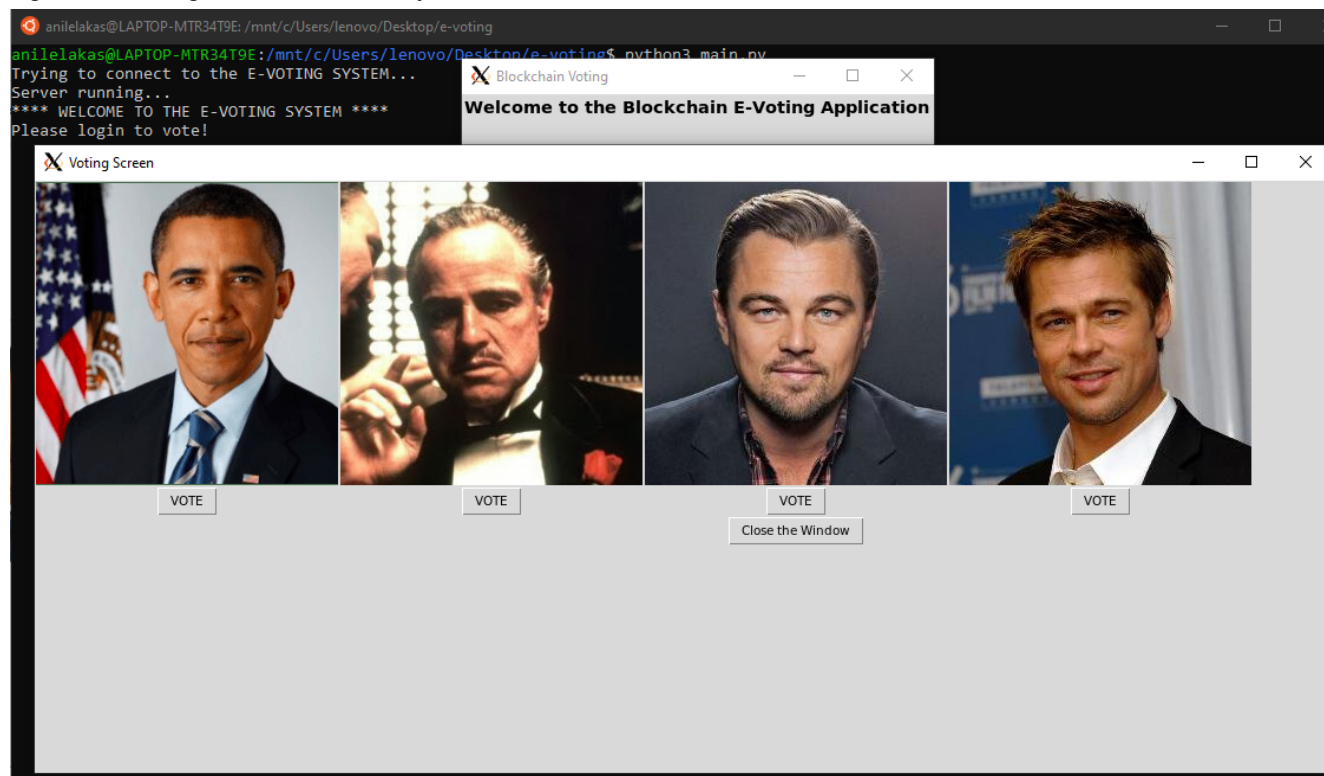 anilelakas@LAPTOP-MTR34T9E: /mnt/c/Users/lenovo/Desktop/e-voting
anilelakas@LAPTOP-MTR34T9E:/mnt/c/Users/lenovo/Desktop/e-voting$ python3 main.py
Trying to connect to the E-VOTING SYSTEM...
Server running...
**** WELCOME TO THE E-VOTING SYSTEM ****
Please login to vote!
Blockchain Voting
Welcome to the Blockchain E-Voting Application
Voting Screen
VOTE VOTE VOTE VOTE
Close the Window